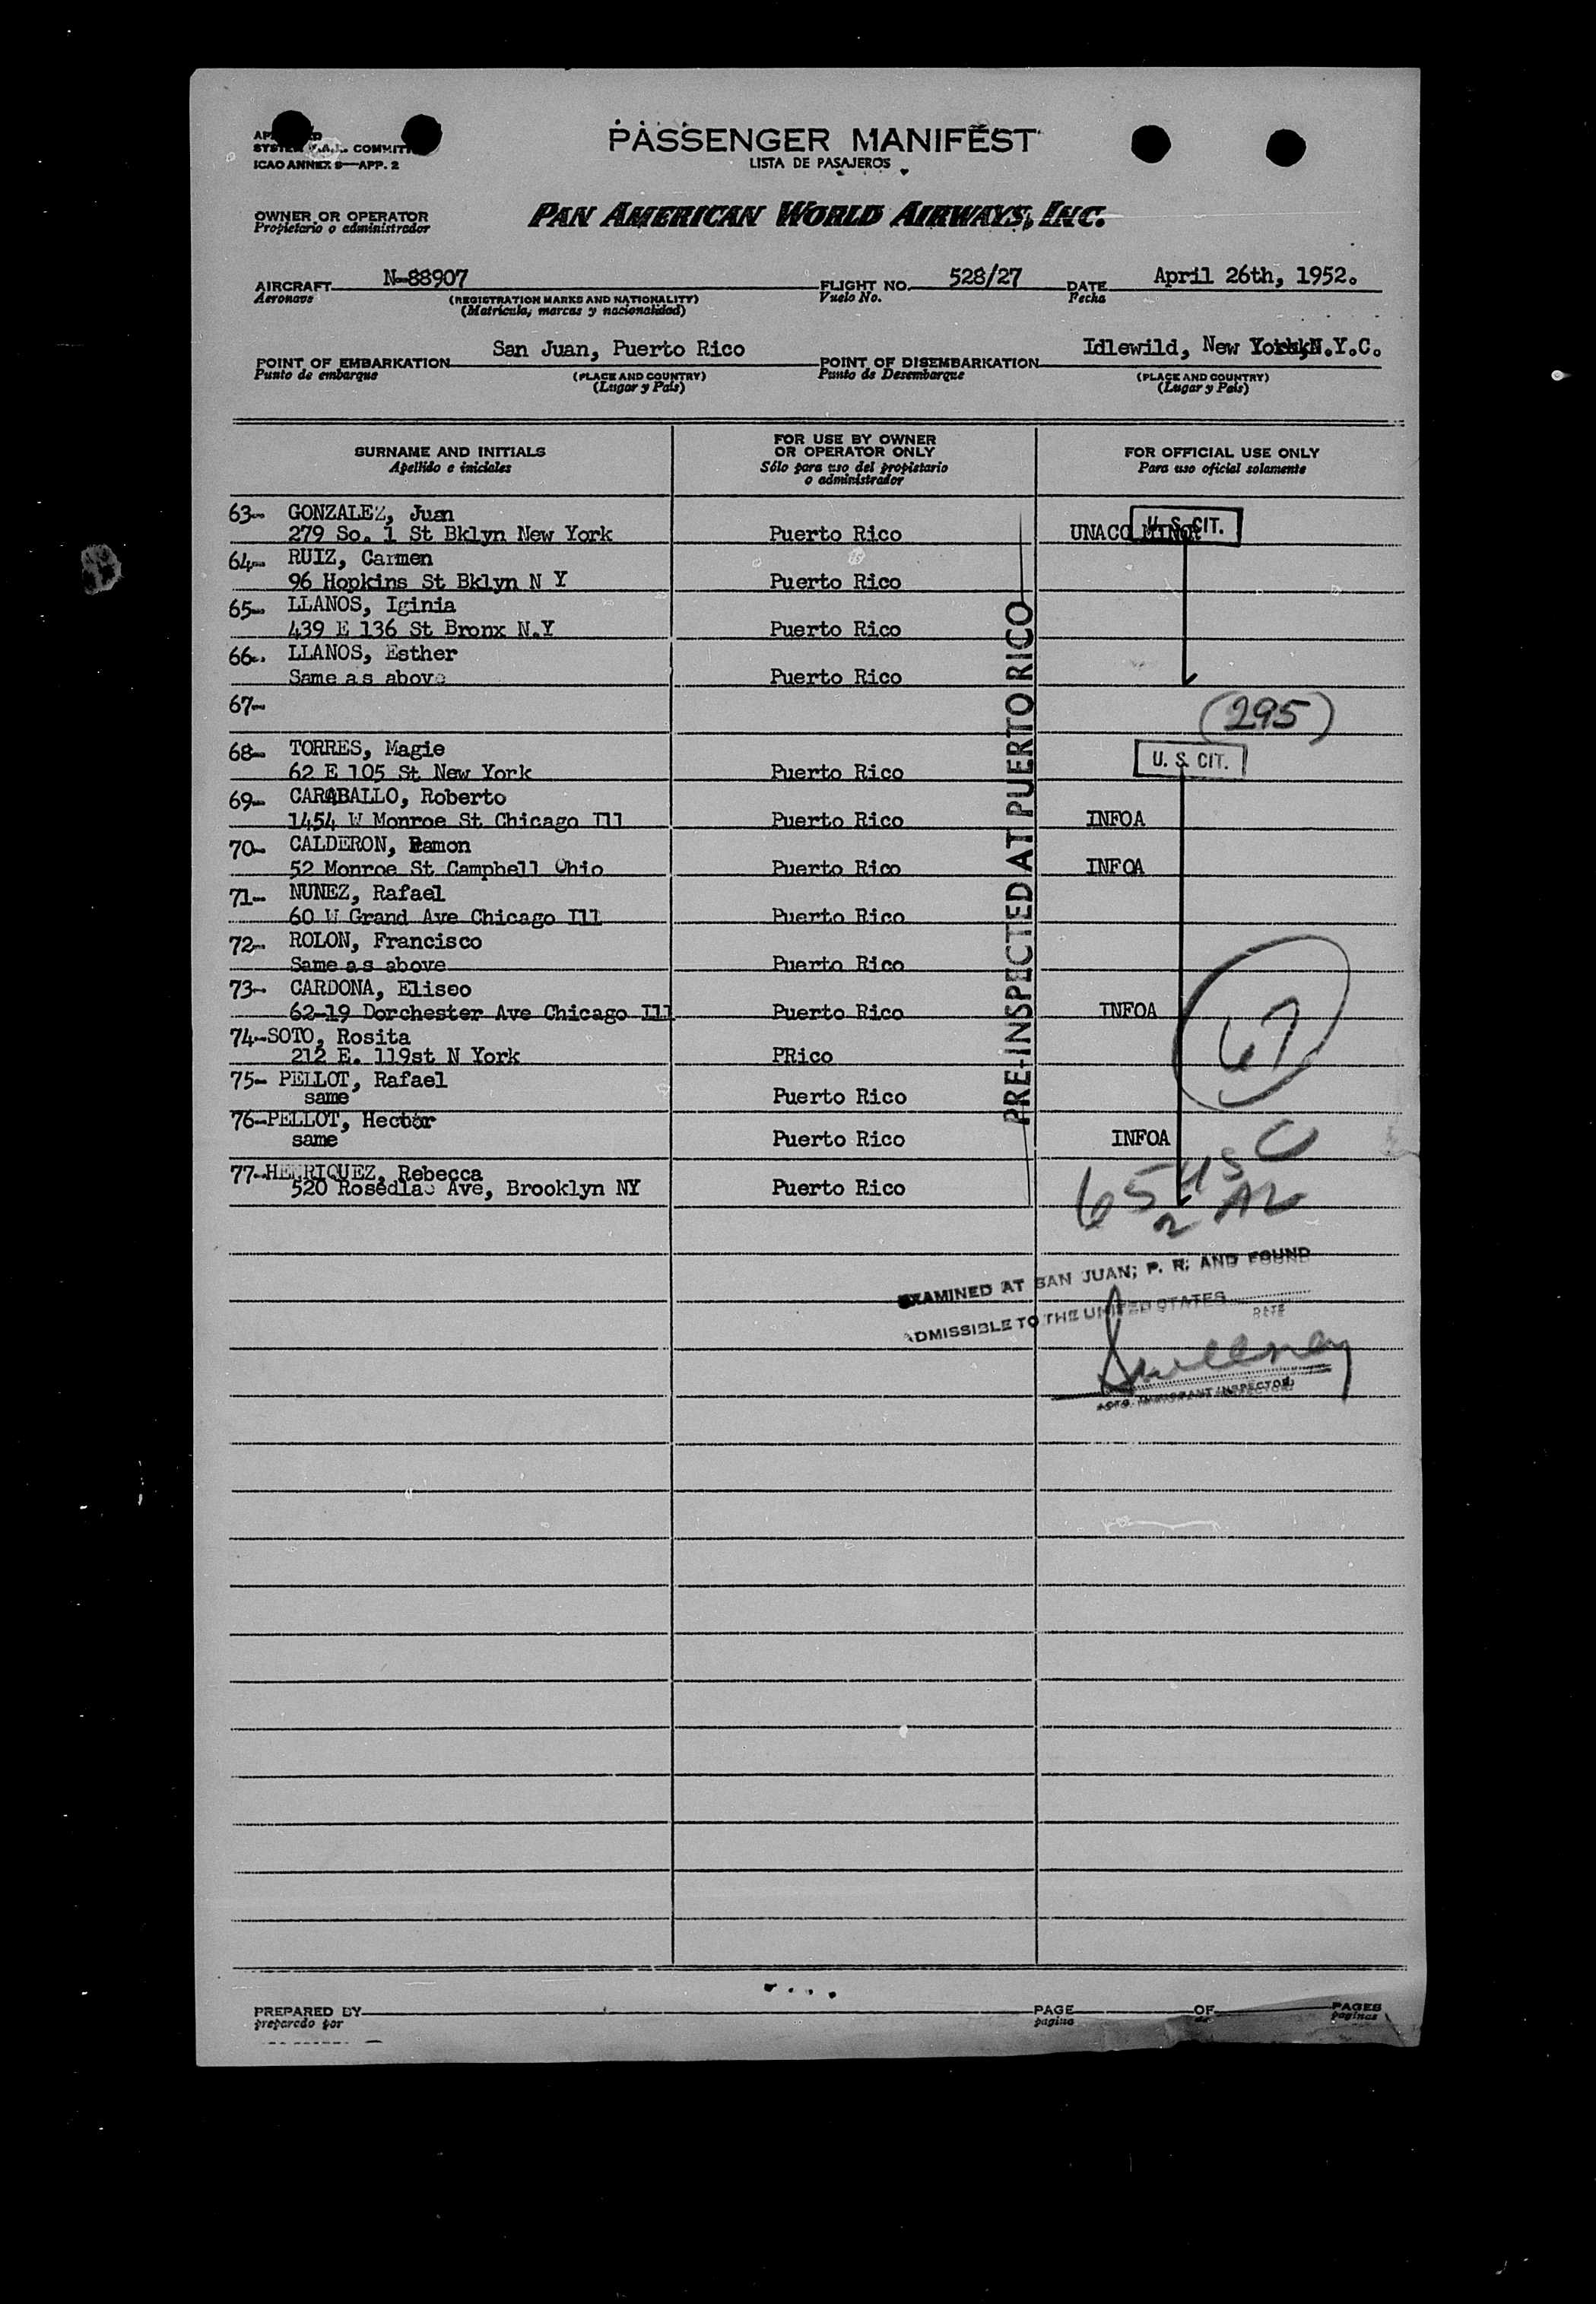 PASSENGER MANIFEST
LISTA DE PASAJEROS
ICAO ANNEX 9—APP. 2
OWNER OR OPERATOR
Propietario o administrador
PAN AMERICAN WORLD AIRWAYS, INC.
AIRCRAFT N-88907 FLIGHT NO. 528/27 DATE April 26th, 1952.
Aeronave (REGISTRATION MARKS AND NATIONALITY) Vuelo No. Fecha
(Matrícula, marcas y nacionalidad)
POINT OF EMBARKATION San Juan, Puerto Rico POINT OF DISEMBARKATION Idlewild, New York, N.Y.C.
Punto de embarque (PLACE AND COUNTRY) Punto de Desembarque (PLACE AND COUNTRY)
(Lugar y País) (Lugar y País)
SURNAME AND INITIALS FOR USE BY OWNER OR OPERATOR ONLY FOR OFFICIAL USE ONLY
Apellido e iniciales Sólo para uso del propietario o administrador Para uso oficial solamente
63- GONZALEZ, Juan U. S. CIT.
279 So. 1 St Bklyn New York Puerto Rico UNACO MINOR
64- RUIZ, Carmen
96 Hopkins St Bklyn N Y Puerto Rico
65- LLANOS, Iginia
439 E 136 St Bronx N.Y Puerto Rico
66- LLANOS, Esther
Same as above Puerto Rico
67- (295)
68- TORRES, Magie U. S. CIT.
62 E 105 St New York Puerto Rico
69- CARABALLO, Roberto
1454 W Monroe St Chicago Ill Puerto Rico INFOA
70- CALDERON, Ramon
52 Monroe St Campbell Ohio Puerto Rico INFOA
71- NUNEZ, Rafael
60 W Grand Ave Chicago Ill Puerto Rico
72- ROLON, Francisco
Same as above Puerto Rico
73- CARDONA, Eliseo
62-19 Dorchester Ave Chicago Ill Puerto Rico INFOA
74-SOTO, Rosita 67
212 E. 119st N York PRico
75- PELLOT, Rafael
same Puerto Rico
76-PELLOT, Hector
same Puerto Rico INFOA
77-HENRIQUEZ, Rebecca 65 USC
520 Rosedlae Ave, Brooklyn NY Puerto Rico 2 AL
PRE-INSPECTED AT PUERTO RICO
EXAMINED AT SAN JUAN, P. R. AND FOUND
ADMISSIBLE TO THE UNITED STATES
DATE
ACTG. IMMIGRANT INSPECTOR
PREPARED BY PAGE OF PAGES
preparado por pagina de paginas